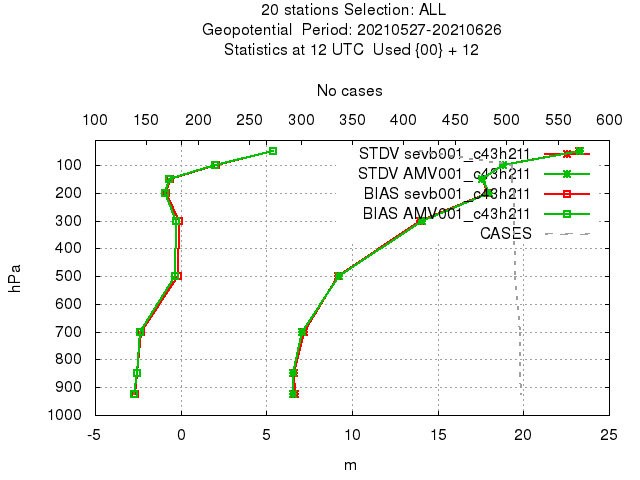 20 stations Selection: ALL
Geopotential  Period: 20210527-20210626
Statistics at 12 UTC  Used {00} + 12
No cases
100 150 200 250 300 350 400 450 500 550 600
STDV sevb001_c43h211
STDV AMV001_c43h211
BIAS sevb001_c43h211
BIAS AMV001_c43h211
CASES
100
200
300
400
500
600
700
800
900
1000
hPa
-5 0 5 10 15 20 25
m